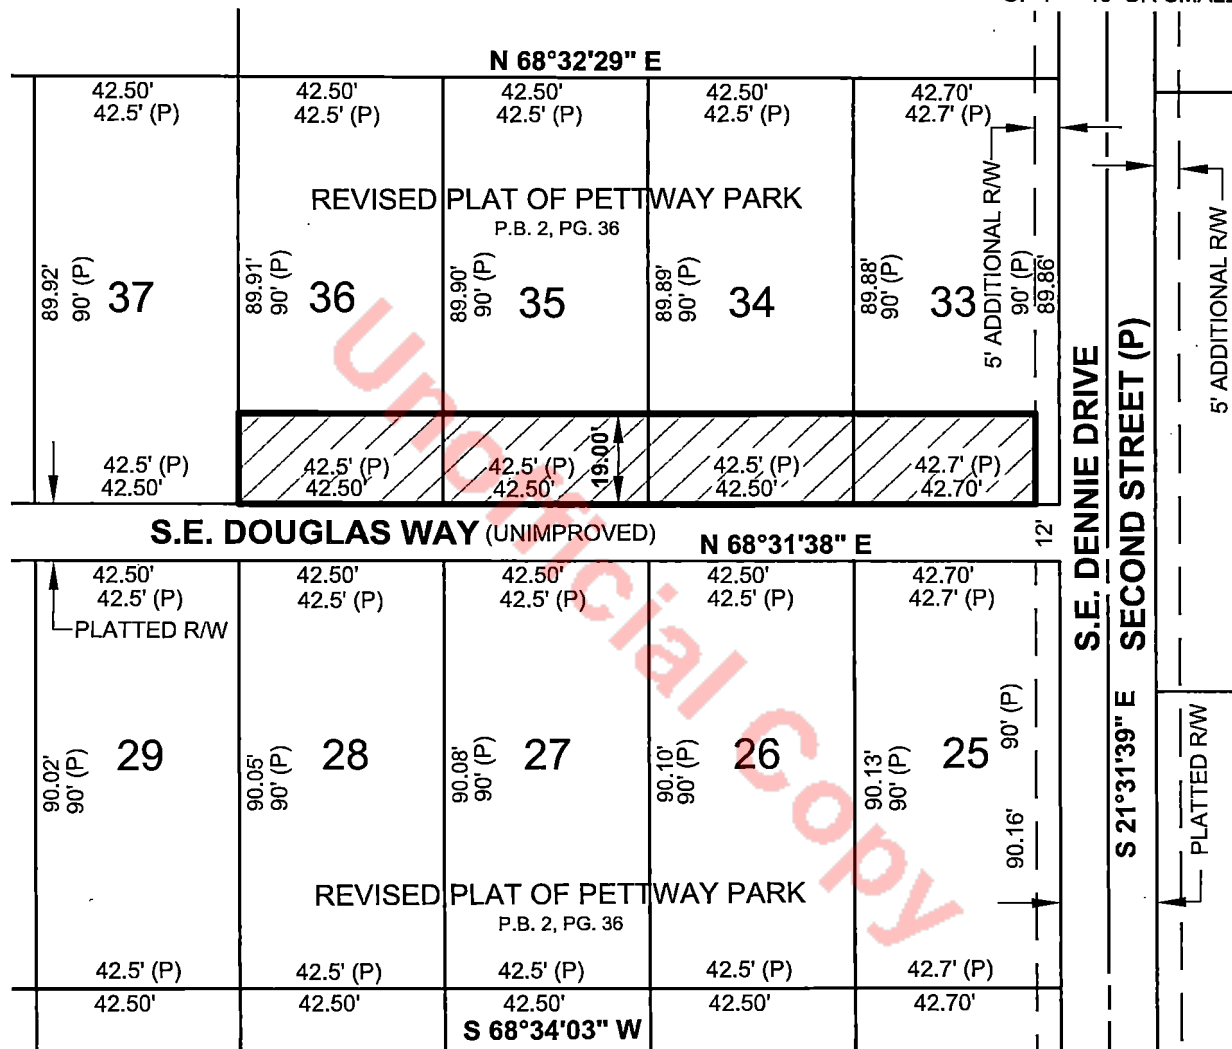 N 68°32'29" E
42.50' 42.50' 42.50' 42.50' 42.70'
42.5' (P) 42.5' (P) 42.5' (P) 42.5' (P) 42.7' (P)
REVISED PLAT OF PETTWAY PARK
P.B. 2, PG. 36
5' ADDITIONAL R/W
5' ADDITIONAL R/W
89.92'
90' (P)
37
89.91'
90' (P)
36
89.90'
90' (P)
35
89.89'
90' (P)
34
89.88'
90' (P)
33
90' (P)
89.86'
19.00'
42.5' (P) 42.5' (P) 42.5' (P) 42.5' (P) 42.7' (P)
42.50' 42.50' 42.50' 42.50' 42.70'
S.E. DOUGLAS WAY (UNIMPROVED)
N 68°31'38" E
12'
S.E. DENNIE DRIVE
SECOND STREET (P)
42.50' 42.50' 42.50' 42.50' 42.70'
42.5' (P) 42.5' (P) 42.5' (P) 42.5' (P) 42.7' (P)
PLATTED R/W
90.02'
90' (P)
29
90.05'
90' (P)
28
90.08'
90' (P)
27
90.10'
90' (P)
26
90.13'
90' (P)
25
90' (P)
90.16'
S 21°31'39" E
PLATTED R/W
REVISED PLAT OF PETTWAY PARK
P.B. 2, PG. 36
42.5' (P) 42.5' (P) 42.5' (P) 42.5' (P) 42.7' (P)
42.50' 42.50' 42.50' 42.50' 42.70'
S 68°34'03" W
Unofficial Copy